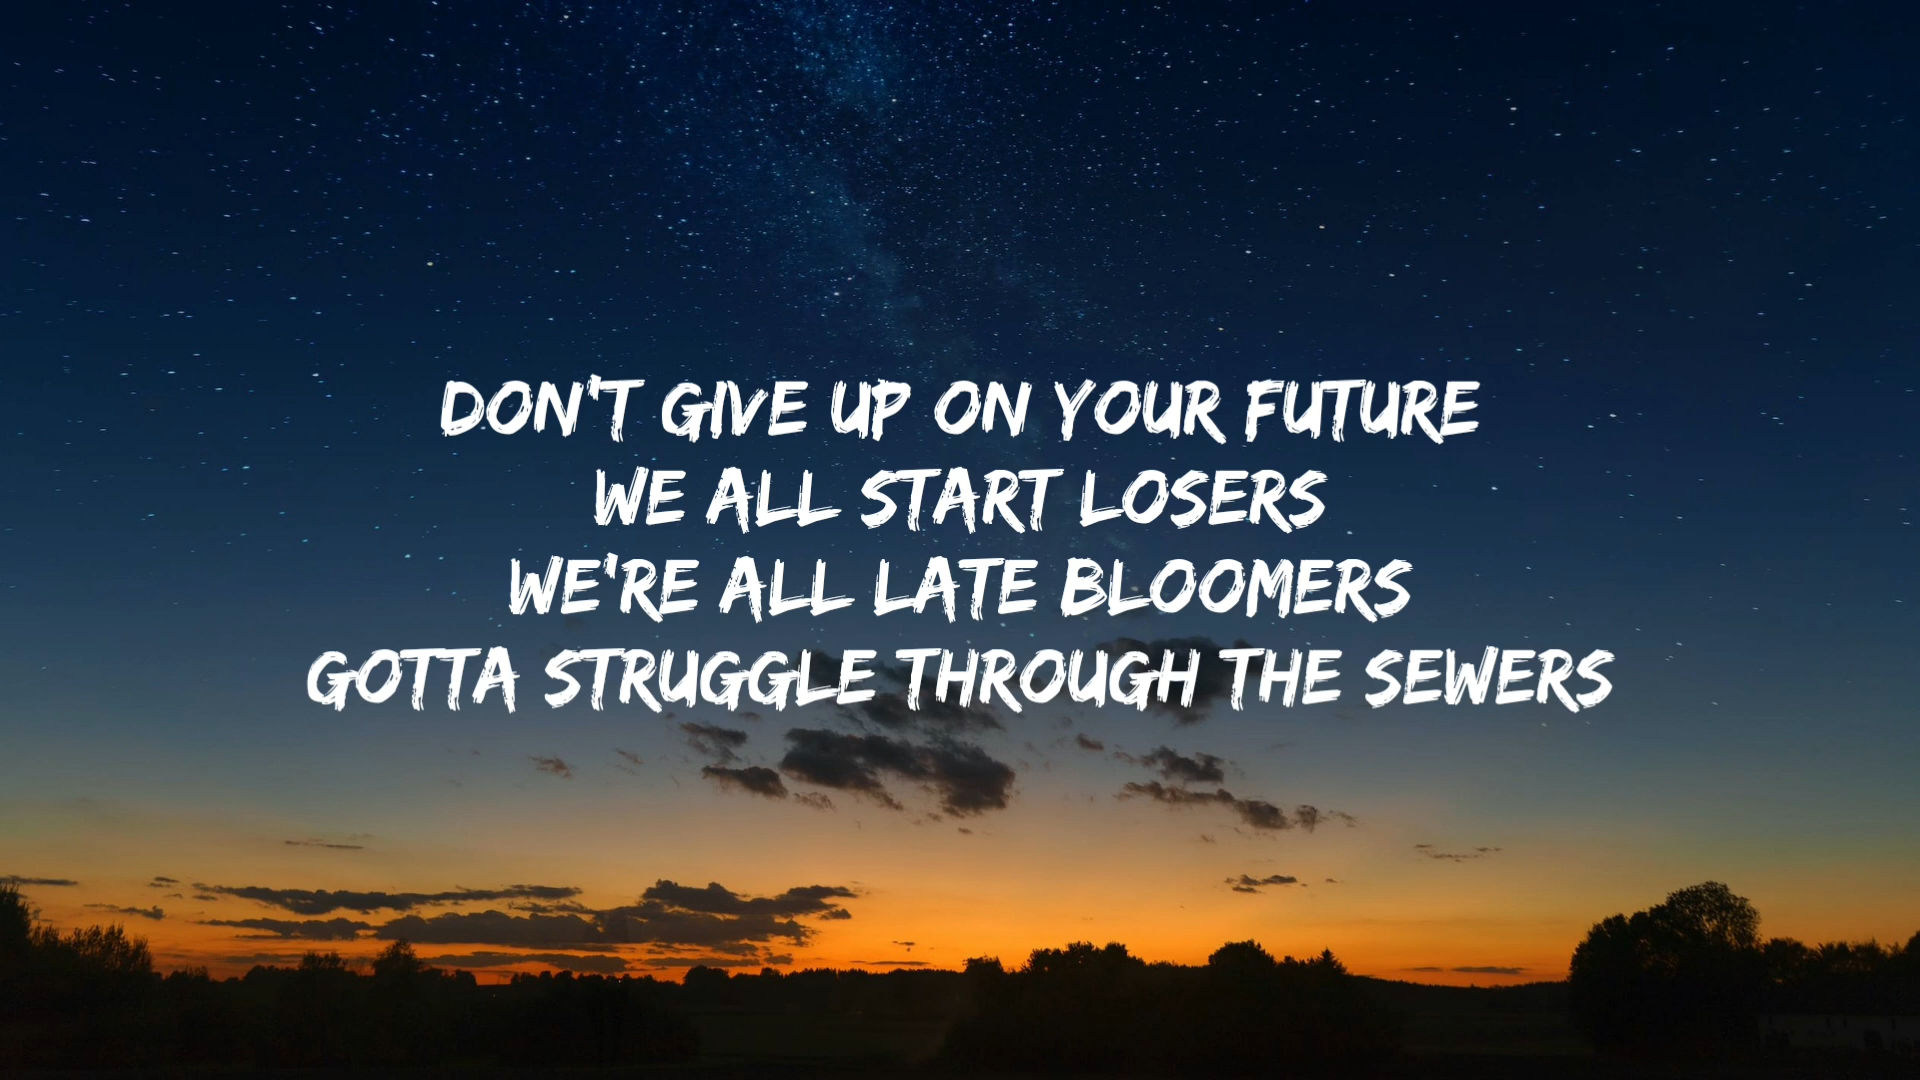 DON'T GIVE UP ON YOUR FUTURE
WE ALL START LOSERS
WE'RE ALL LATE BLOOMERS
GOTTA STRUGGLE THROUGH THE SEWERS